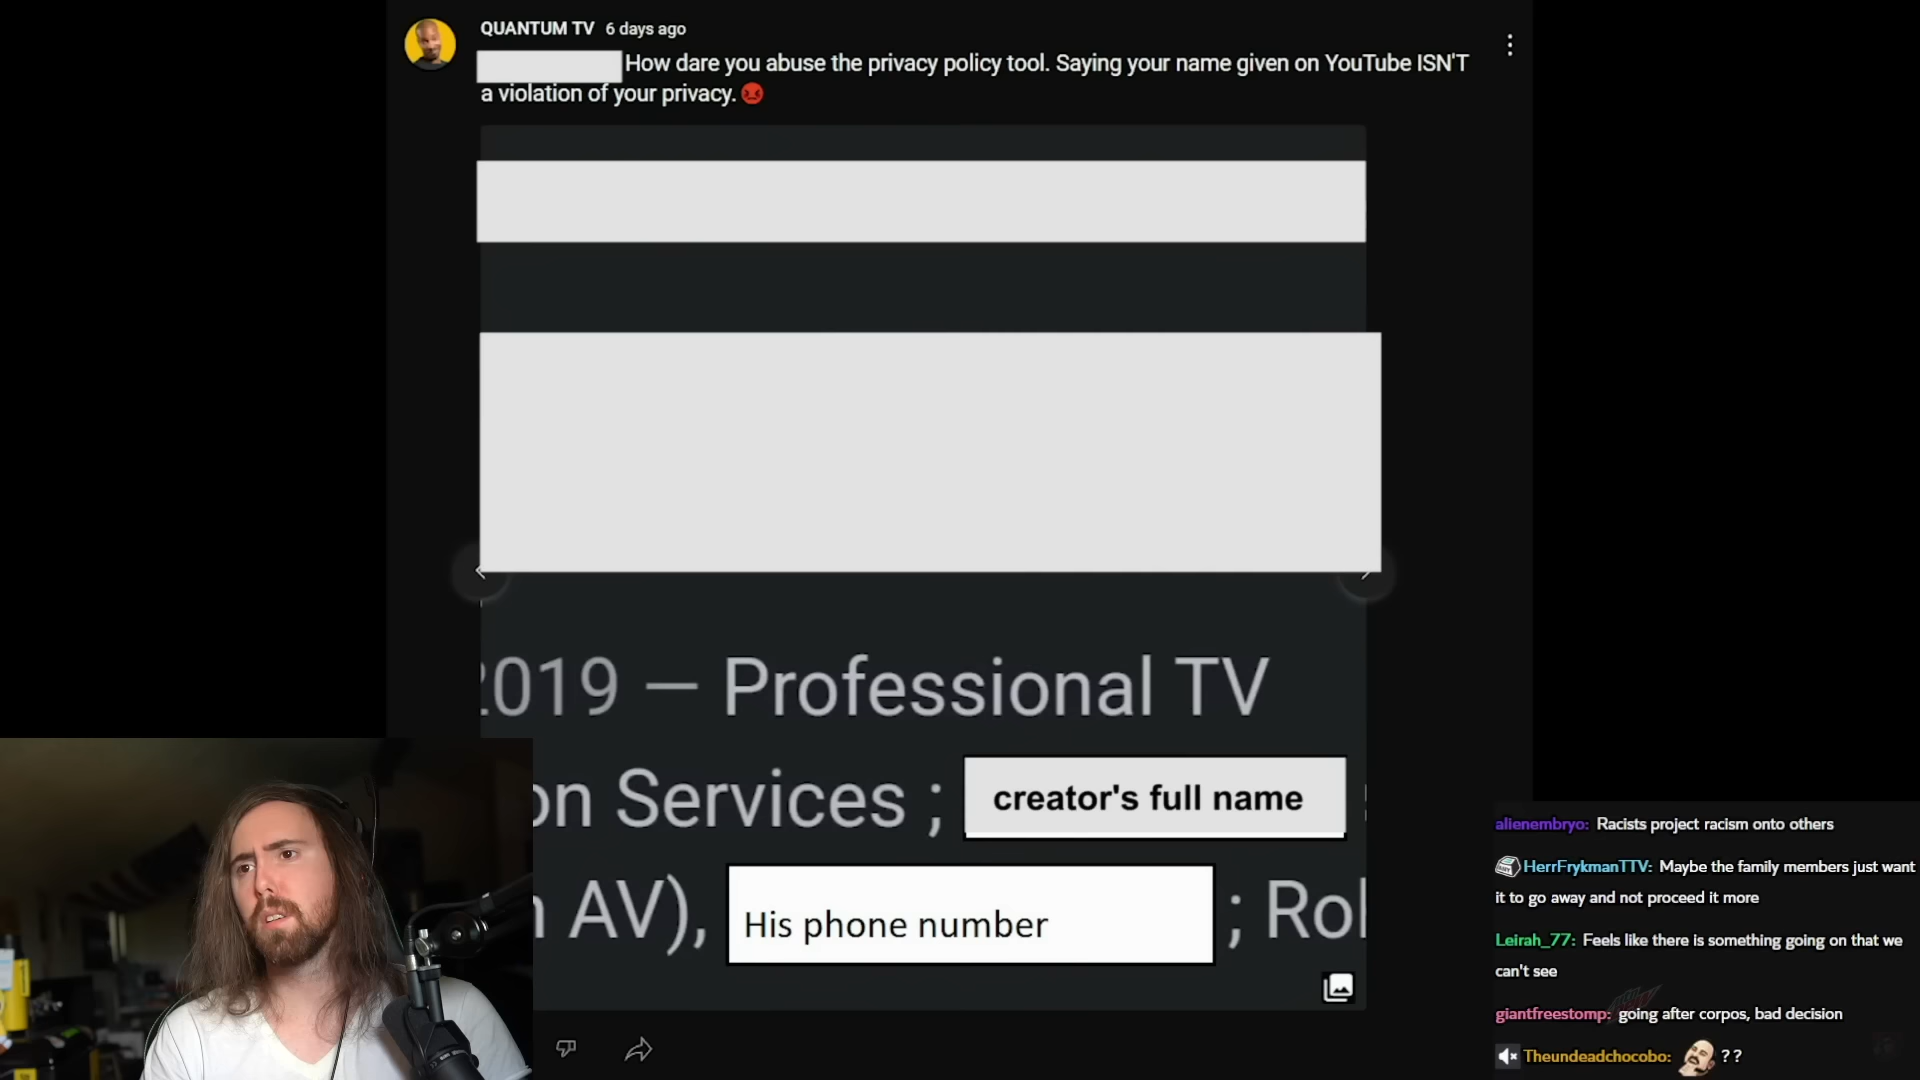 QUANTUM TV 6 days ago
How dare you abuse the privacy policy tool. Saying your name given on YouTube ISN'T
a violation of your privacy.
2019 — Professional TV
on Services ; creator's full name
AV), His phone number ; Rol
alienembryo: Racists project racism onto others
HerrFrykmanTTV: Maybe the family members just want
it to go away and not proceed it more
Leirah_77: Feels like there is something going on that we
can't see
giantfreestomp: going after corpos, bad decision
Theundeadchocobo: ? ?